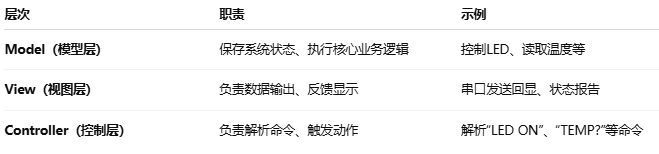 层次 职责 示例
Model（模型层） 保存系统状态、执行核心业务逻辑 控制LED、读取温度等
View（视图层） 负责数据输出、反馈显示 串口发送回显、状态报告
Controller（控制层） 负责解析命令、触发动作 解析“LED ON”、“TEMP?”等命令